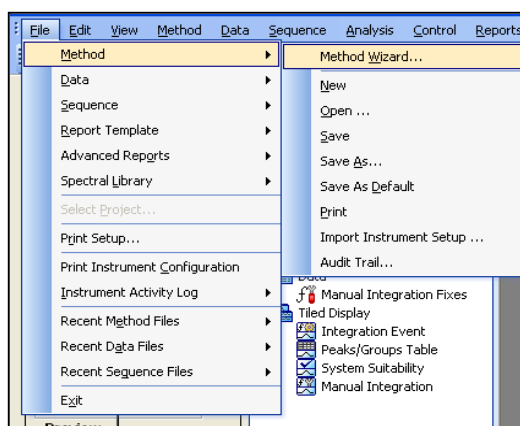 File Edit View Method Data Sequence Analysis Control Reports
Method
Data
Sequence
Report Template
Advanced Reports
Spectral Library
Select Project...
Print Setup...
Print Instrument Configuration
Instrument Activity Log
Recent Method Files
Recent Data Files
Recent Sequence Files
Exit
Method Wizard...
New
Open ...
Save
Save As...
Save As Default
Print
Import Instrument Setup ...
Audit Trail...
Data
Manual Integration Fixes
Tiled Display
Integration Event
Peaks/Groups Table
System Suitability
Manual Integration
Preview